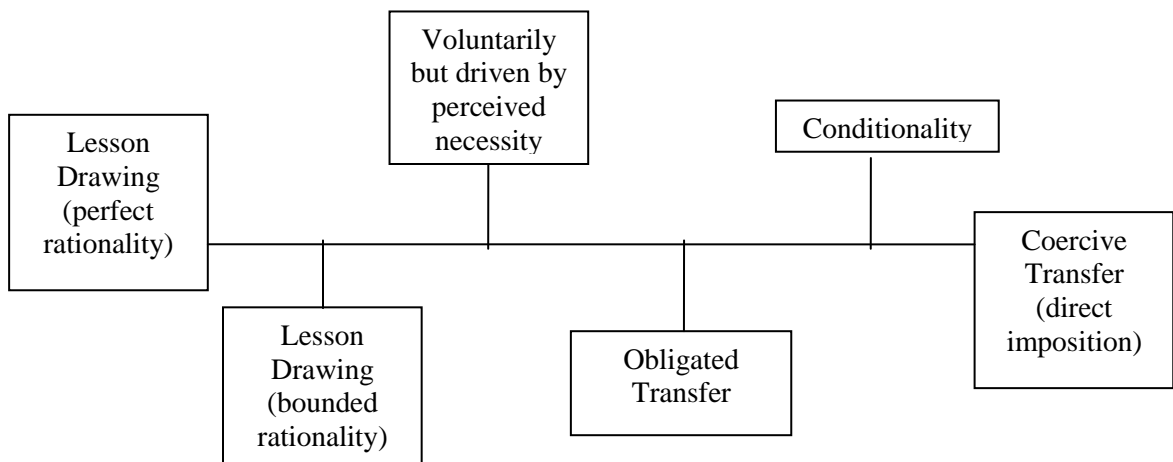 Voluntarily
but driven by
perceived
necessity
Conditionality
Lesson
Drawing
(perfect
rationality)
Coercive
Transfer
(direct
imposition)
Lesson
Drawing
(bounded
rationality)
Obligated
Transfer